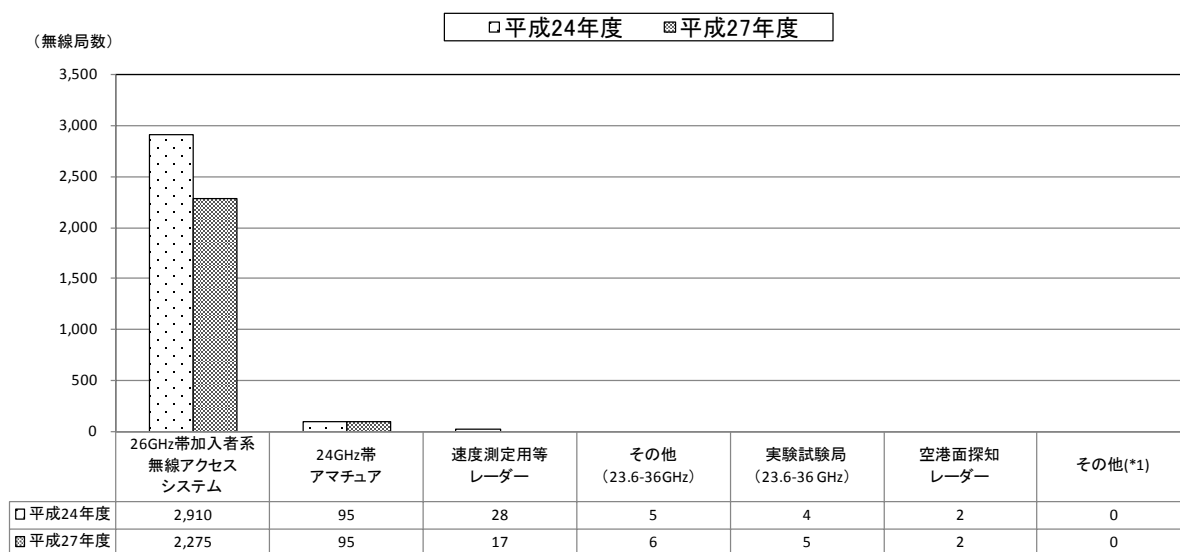 平成24年度 平成27年度
（無線局数）
3,500
3,000
2,500
2,000
1,500
1,000
500
0
26GHz帯加入者系
無線アクセス
システム
24GHz帯
アマチュア
速度測定用等
レーダー
その他
（23.6-36GHz）
実験試験局
（23.6-36 GHz）
空港面探知
レーダー
その他(*1)
平成24年度 2,910 95 28 5 4 2 0
平成27年度 2,275 95 17 6 5 2 0